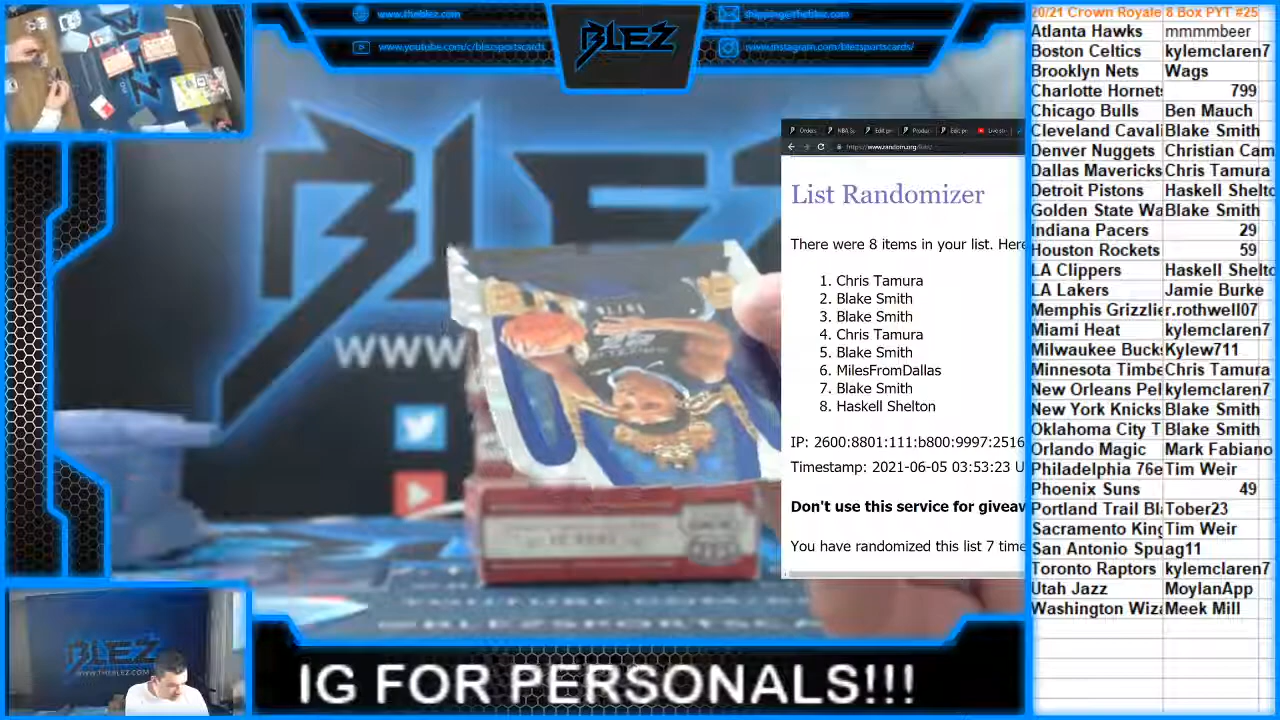 www.theblez.com
shipping@theblez.com
www.youtube.com/c/blezsportscards
www.instagram.com/blezsportscards/
BLEZ
List Randomizer
There were 8 items in your list. Here
1. Chris Tamura
2. Blake Smith
3. Blake Smith
4. Chris Tamura
5. Blake Smith
6. MilesFromDallas
7. Blake Smith
8. Haskell Shelton
IP: 2600:8801:111:b800:9997:2516
Timestamp: 2021-06-05 03:53:23 U
Don't use this service for giveaw
You have randomized this list 7 time
20/21 Crown Royale 8 Box PYT #25
Atlanta Hawks mmmmbeer
Boston Celtics kylemclaren7
Brooklyn Nets Wags
Charlotte Hornets 799
Chicago Bulls Ben Mauch
Cleveland Cavali Blake Smith
Denver Nuggets Christian Cam
Dallas Mavericks Chris Tamura
Detroit Pistons Haskell Shelto
Golden State Wa Blake Smith
Indiana Pacers 29
Houston Rockets 59
LA Clippers Haskell Shelto
LA Lakers Jamie Burke
Memphis Grizzlie r.rothwell07
Miami Heat kylemclaren7
Milwaukee Bucks Kylew711
Minnesota Timbe Chris Tamura
New Orleans Pel kylemclaren7
New York Knicks Blake Smith
Oklahoma City T Blake Smith
Orlando Magic Mark Fabiano
Philadelphia 76e Tim Weir
Phoenix Suns 49
Portland Trail Bla Tober23
Sacramento King Tim Weir
San Antonio Spu ag11
Toronto Raptors kylemclaren7
Utah Jazz MoylanApp
Washington Wiza Meek Mill
www
BLEZ
IG FOR PERSONALS!!!